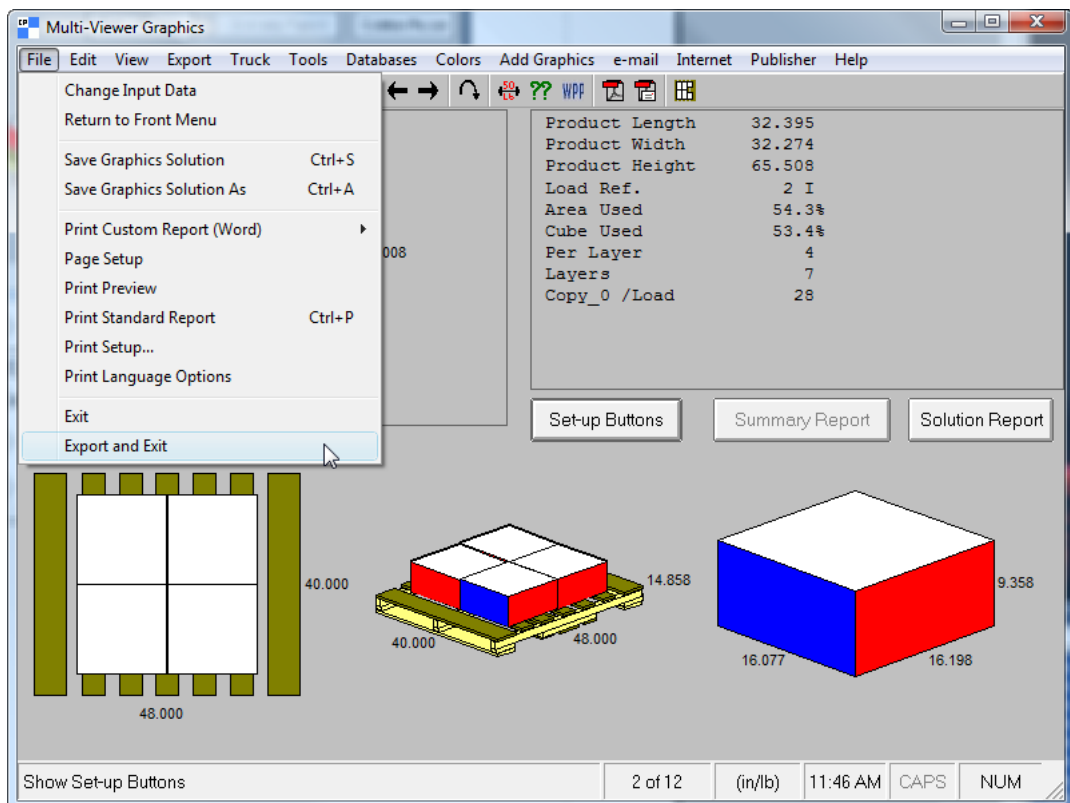 CP Multi-Viewer Graphics
File Edit View Export Truck Tools Databases Colors Add Graphics e-mail Internet Publisher Help
Change Input Data
Return to Front Menu
Save Graphics Solution Ctrl+S
Save Graphics Solution As Ctrl+A
Print Custom Report (Word)
Page Setup
Print Preview
Print Standard Report Ctrl+P
Print Setup...
Print Language Options
Exit
Export and Exit
50 LB ?? WPP
008
Product Length 32.395
Product Width 32.274
Product Height 65.508
Load Ref. 2 I
Area Used 54.3%
Cube Used 53.4%
Per Layer 4
Layers 7
Copy_0 /Load 28
Set-up Buttons Summary Report Solution Report
40.000
48.000
14.858
40.000
48.000
9.358
16.077
16.198
Show Set-up Buttons 2 of 12 (in/lb) 11:46 AM CAPS NUM